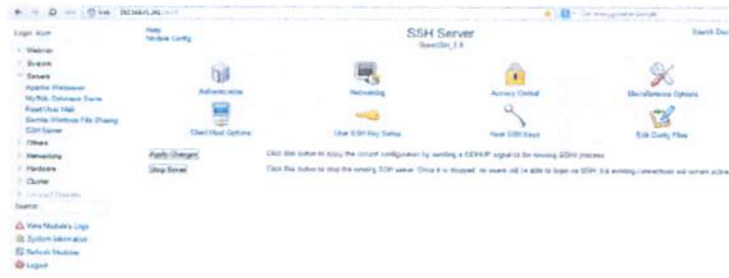 Login: root
Webmin
System
Servers
Apache Webserver
MySQL Database Server
Read User Mail
Samba Windows File Sharing
SSH Server
Others
Networking
Hardware
Cluster
Search:
View Module's Logs
System Information
Refresh Modules
Logout
Help..
Module Config
SSH Server
OpenSSH_5.8
Search Docs
Authentication
Networking
Access Control
Miscellaneous Options
Client Host Options
User SSH Key Setup
Host SSH Keys
Edit Config Files
Apply Changes
Click this button to apply the current configuration by sending a SIGHUP signal to the running SSHd process.
Stop Server
Click this button to stop the running SSH server. Once it is stopped, no users will be able to login via SSH, but existing connections will remain active